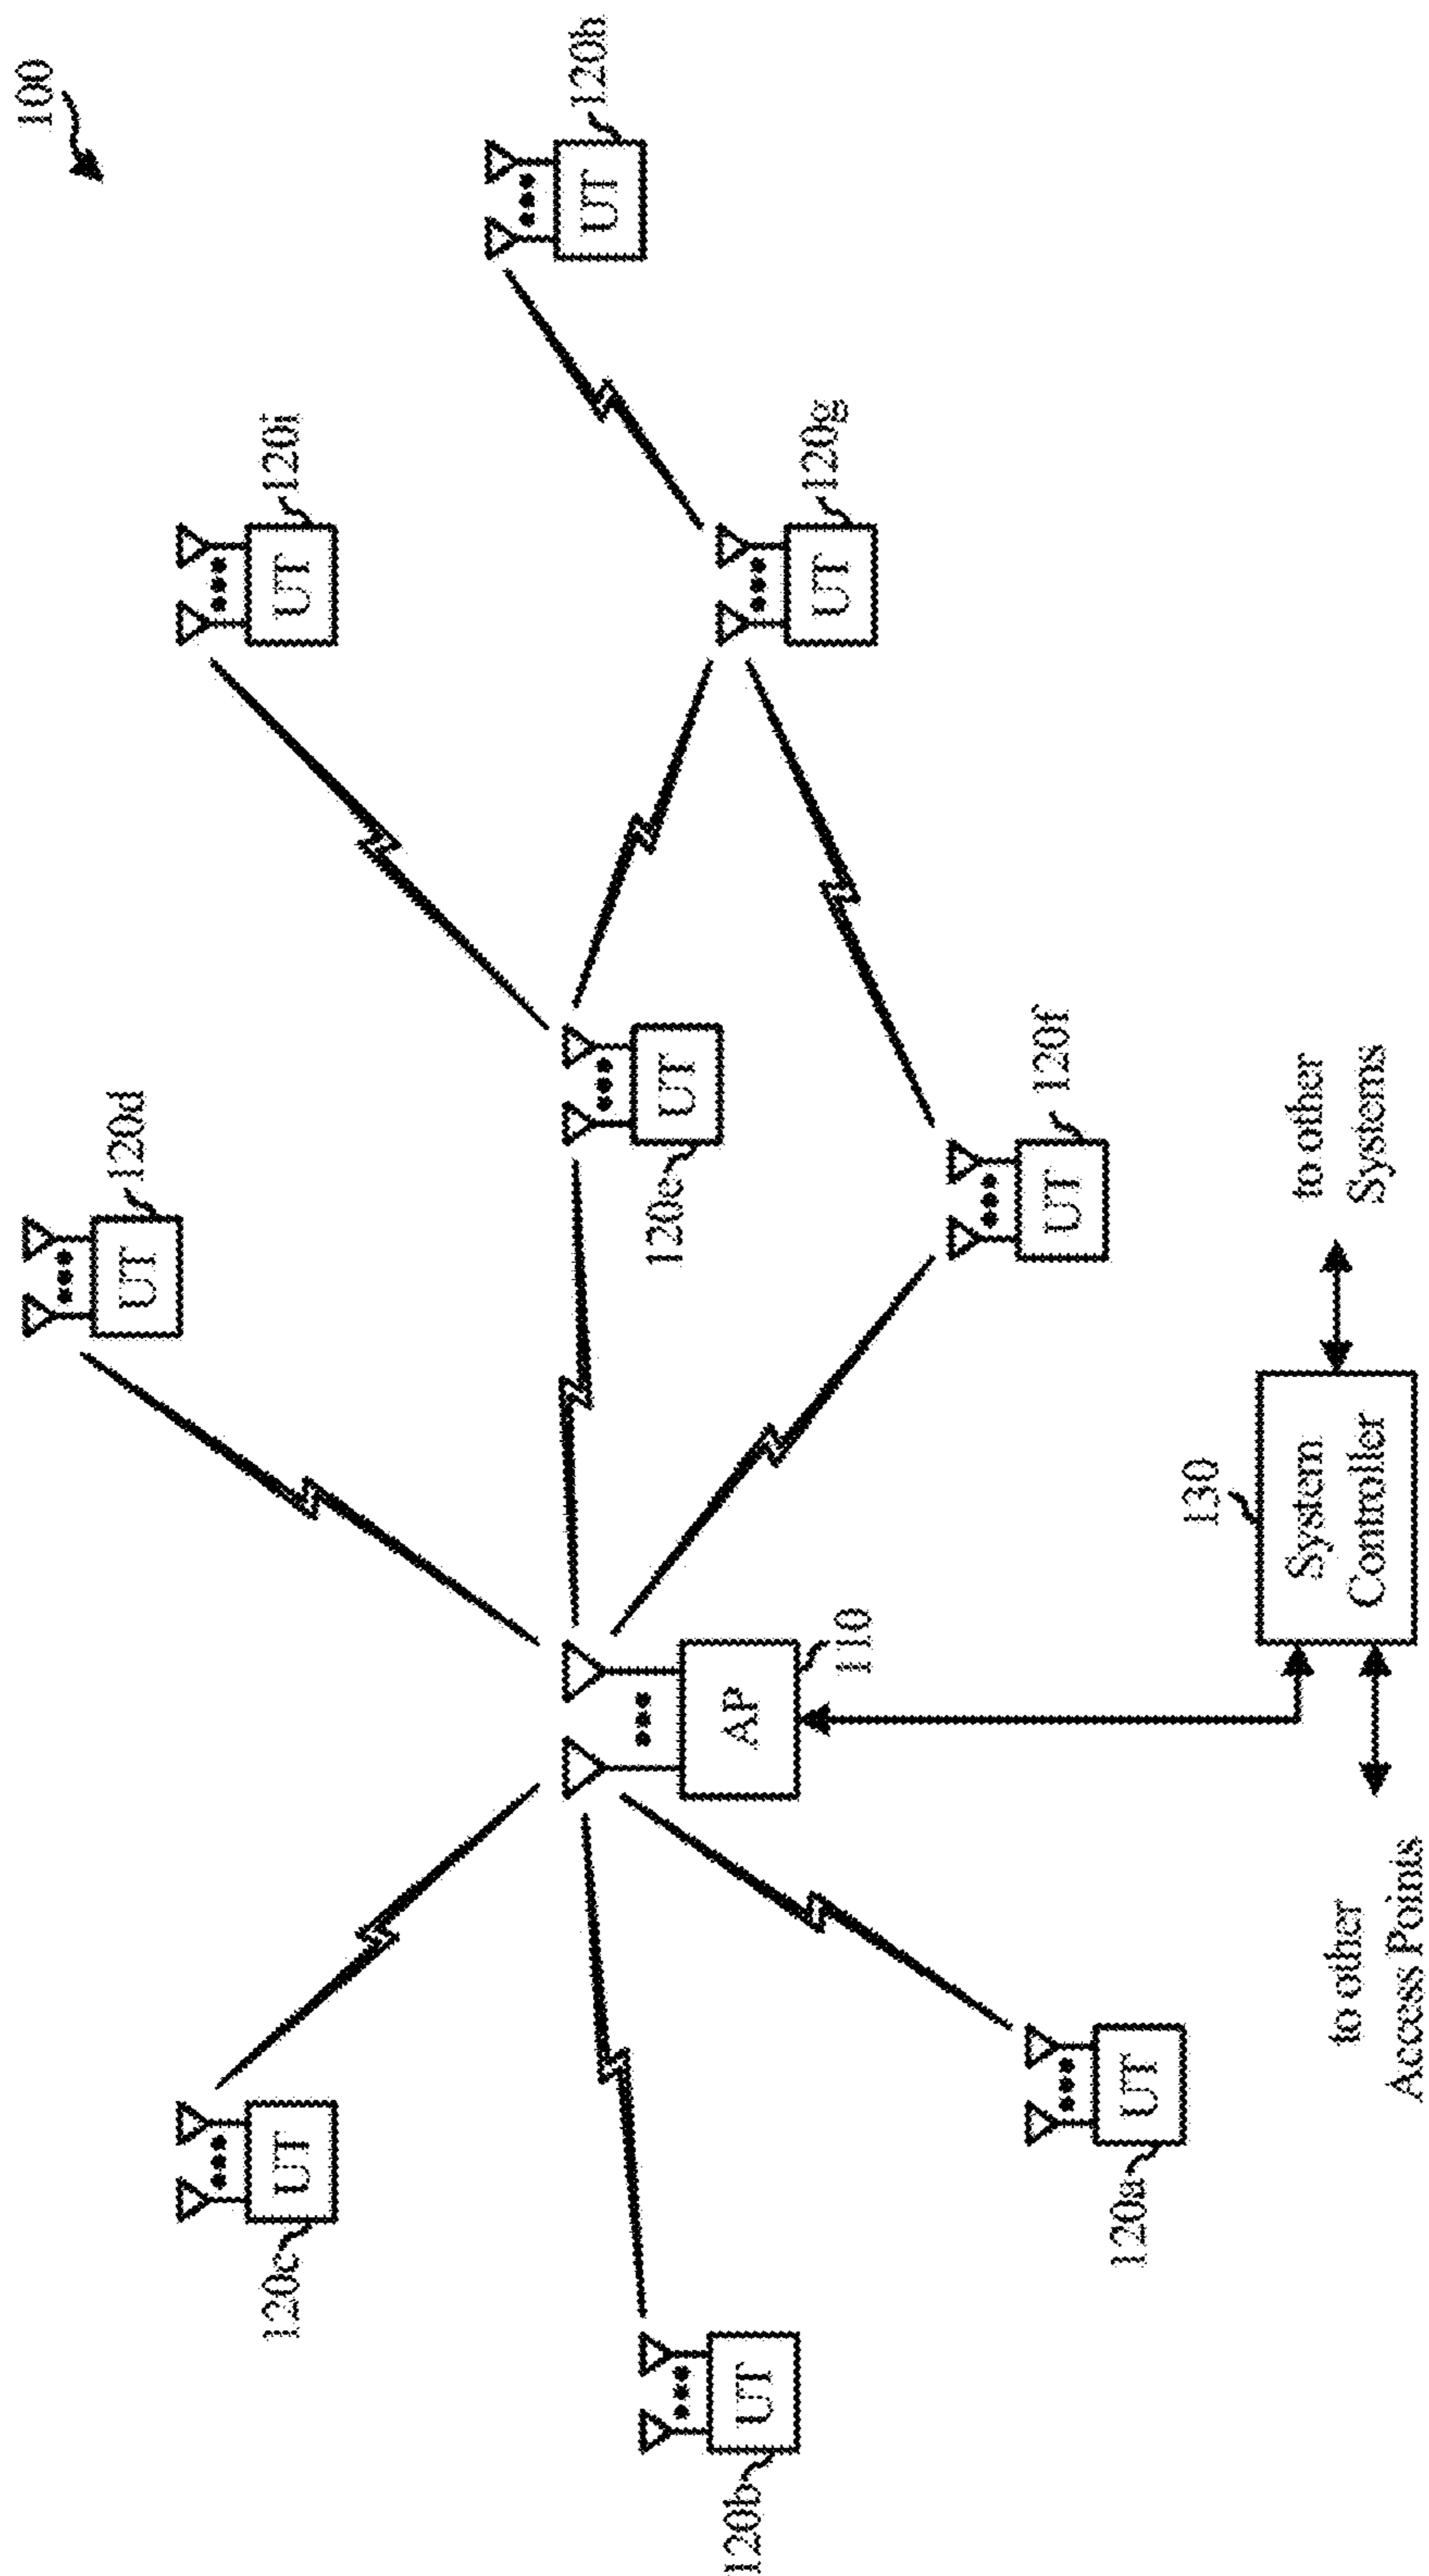 100
120d
UT
120i
UT
120c
UT
120h
UT
120e
UT
AP
110
120b
UT
120g
UT
120f
UT
120a
UT
130
System
Controller
to other
Systems
to other
Access Points